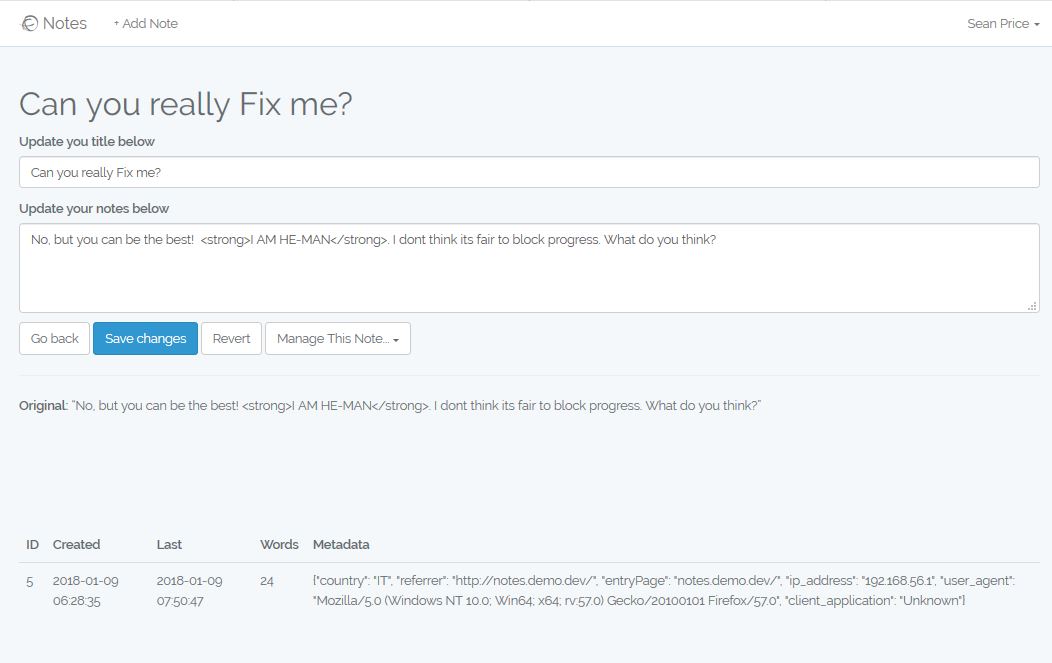 Notes + Add Note Sean Price
Can you really Fix me?
Update you title below
Can you really Fix me?
Update your notes below
No, but you can be the best!  <strong>I AM HE-MAN</strong>. I dont think its fair to block progress. What do you think?
Go back Save changes Revert Manage This Note...
Original: "No, but you can be the best! <strong>I AM HE-MAN</strong>. I dont think its fair to block progress. What do you think?"
ID Created Last Words Metadata
5 2018-01-09 2018-01-09 24 {"country": "IT", "referrer": "http://notes.demo.dev/", "entryPage": "notes.demo.dev/", "ip_address": "192.168.56.1", "user_agent":
06:28:35 07:50:47 "Mozilla/5.0 (Windows NT 10.0; Win64; x64; rv:57.0) Gecko/20100101 Firefox/57.0", "client_application": "Unknown"}